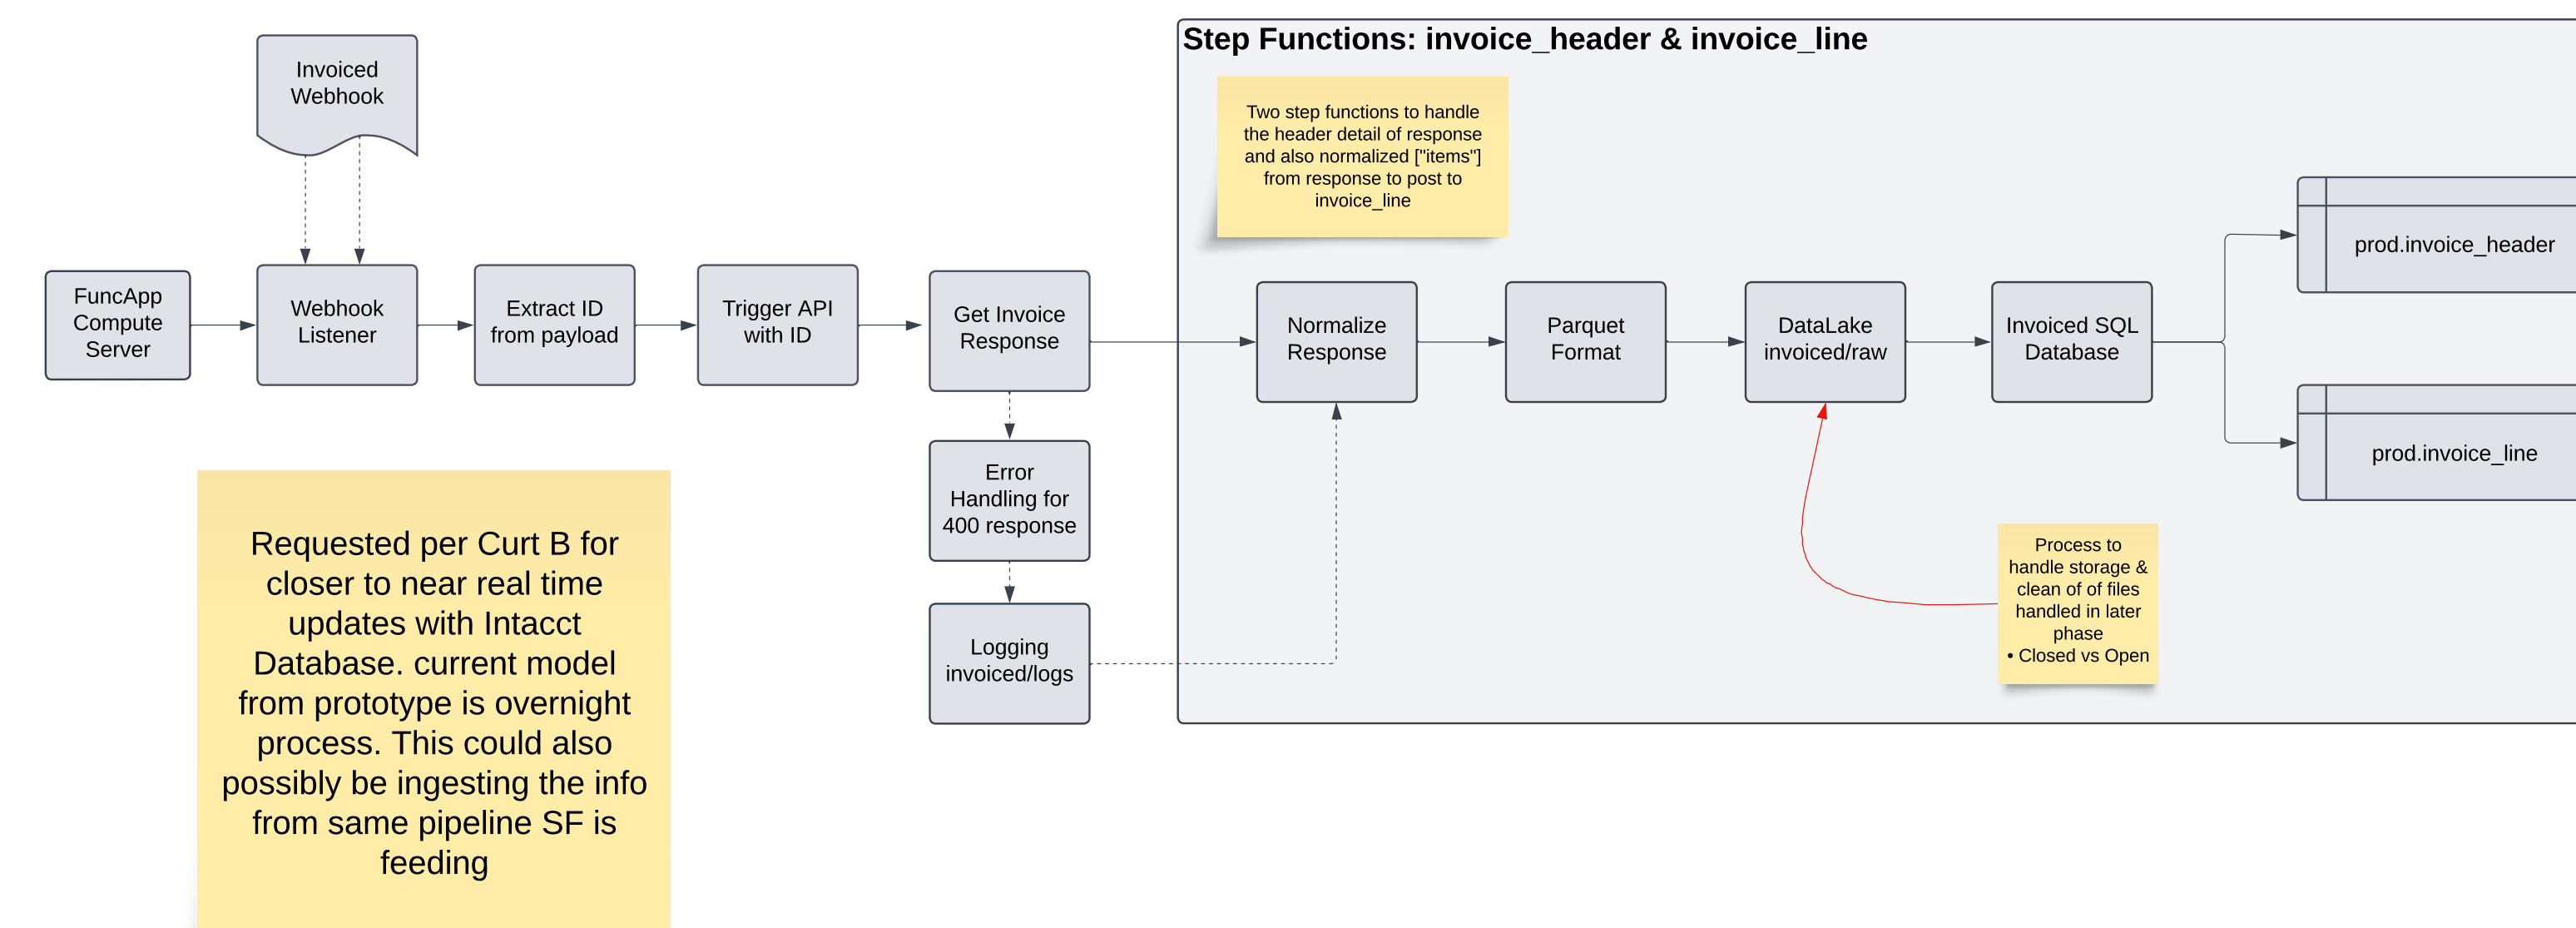 Step Functions: invoice_header & invoice_line
Invoiced
Webhook
Two step functions to handle
the header detail of response
and also normalized ["items"]
from response to post to
invoice_line
FuncApp
Compute
Server
Webhook
Listener
Extract ID
from payload
Trigger API
with ID
Get Invoice
Response
Normalize
Response
Parquet
Format
DataLake
invoiced/raw
Invoiced SQL
Database
prod.invoice_header
prod.invoice_line
Error
Handling for
400 response
Logging
invoiced/logs
Process to
handle storage &
clean of of files
handled in later
phase
• Closed vs Open
Requested per Curt B for
closer to near real time
updates with Intacct
Database. current model
from prototype is overnight
process. This could also
possibly be ingesting the info
from same pipeline SF is
feeding